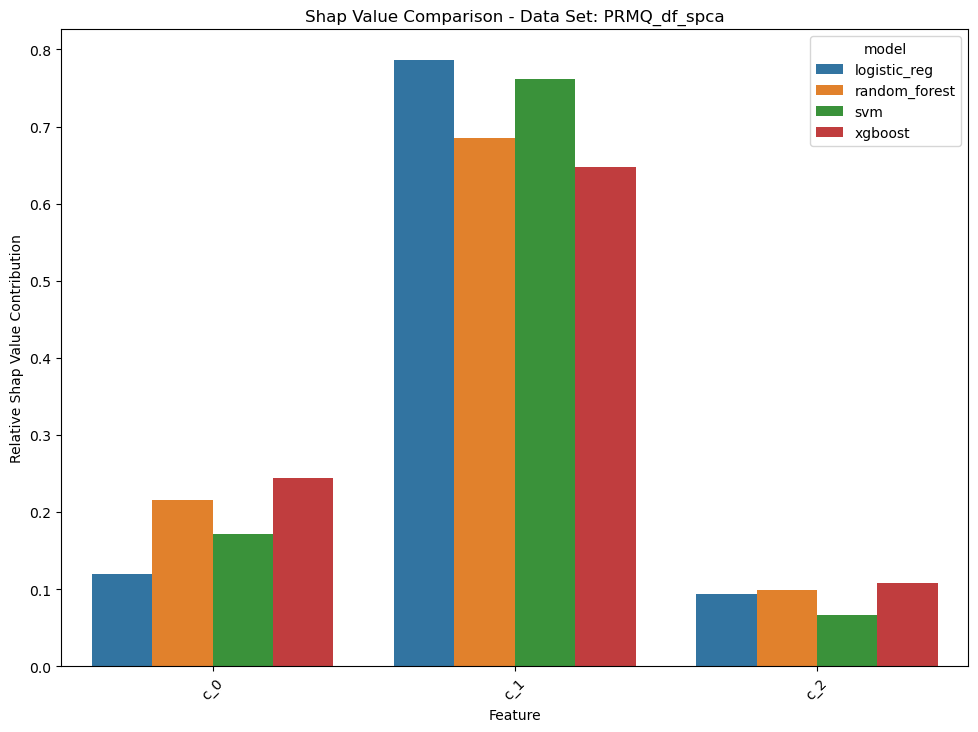 Shap Value Comparison - Data Set: PRMQ_df_spca
model
logistic_reg
random_forest
svm
xgboost
Relative Shap Value Contribution
0.8
0.7
0.6
0.5
0.4
0.3
0.2
0.1
0.0
c_0
c_1
c_2
Feature